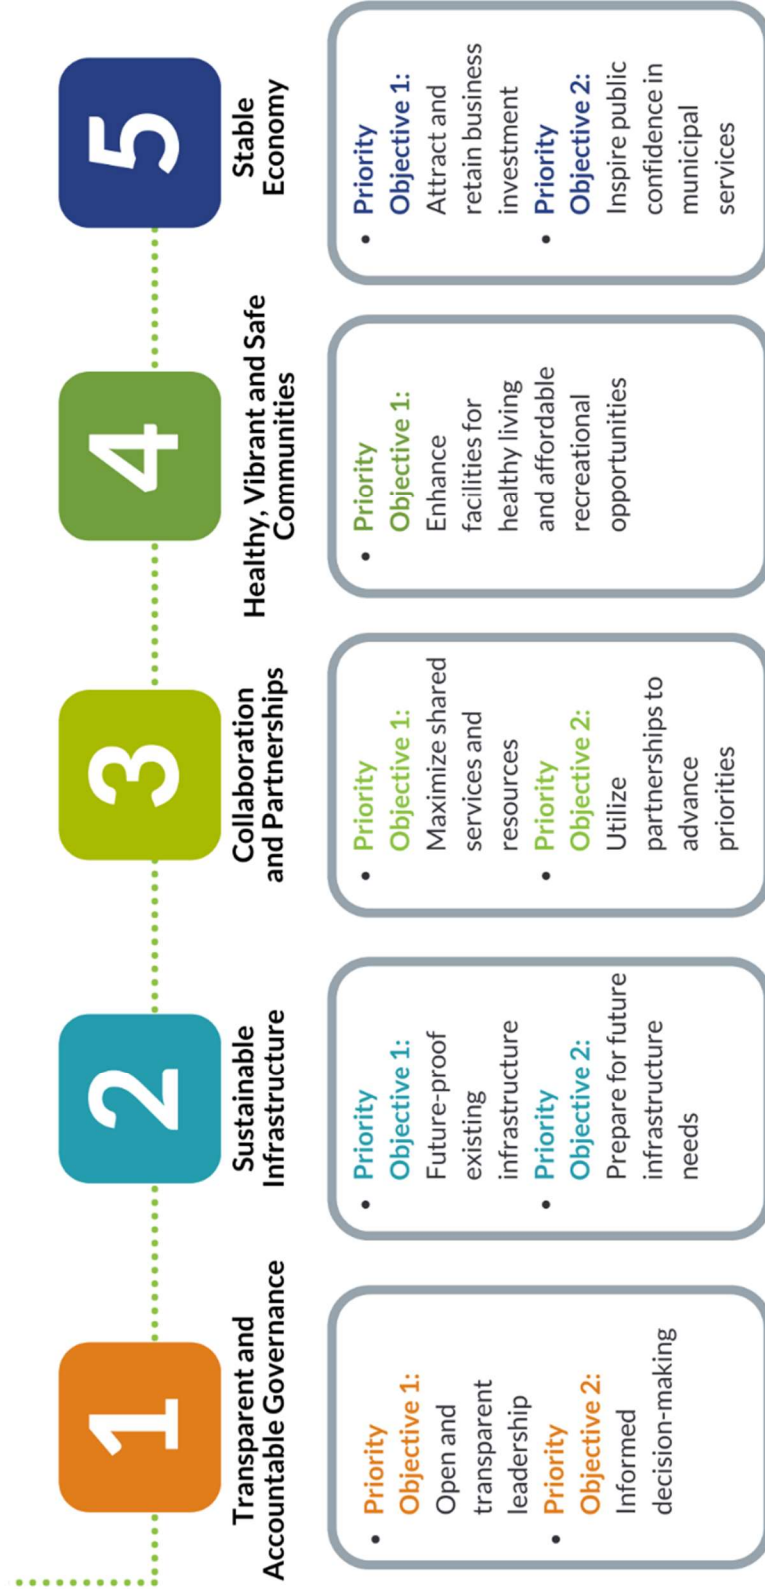 1
Transparent and
Accountable Governance
• Priority
Objective 1:
Open and
transparent
leadership
• Priority
Objective 2:
Informed
decision-making
2
Sustainable
Infrastructure
• Priority
Objective 1:
Future-proof
existing
infrastructure
• Priority
Objective 2:
Prepare for future
infrastructure
needs
3
Collaboration
and Partnerships
• Priority
Objective 1:
Maximize shared
services and
resources
• Priority
Objective 2:
Utilize
partnerships to
advance
priorities
4
Healthy, Vibrant and Safe
Communities
• Priority
Objective 1:
Enhance
facilities for
healthy living
and affordable
recreational
opportunities
5
Stable
Economy
• Priority
Objective 1:
Attract and
retain business
investment
• Priority
Objective 2:
Inspire public
confidence in
municipal
services